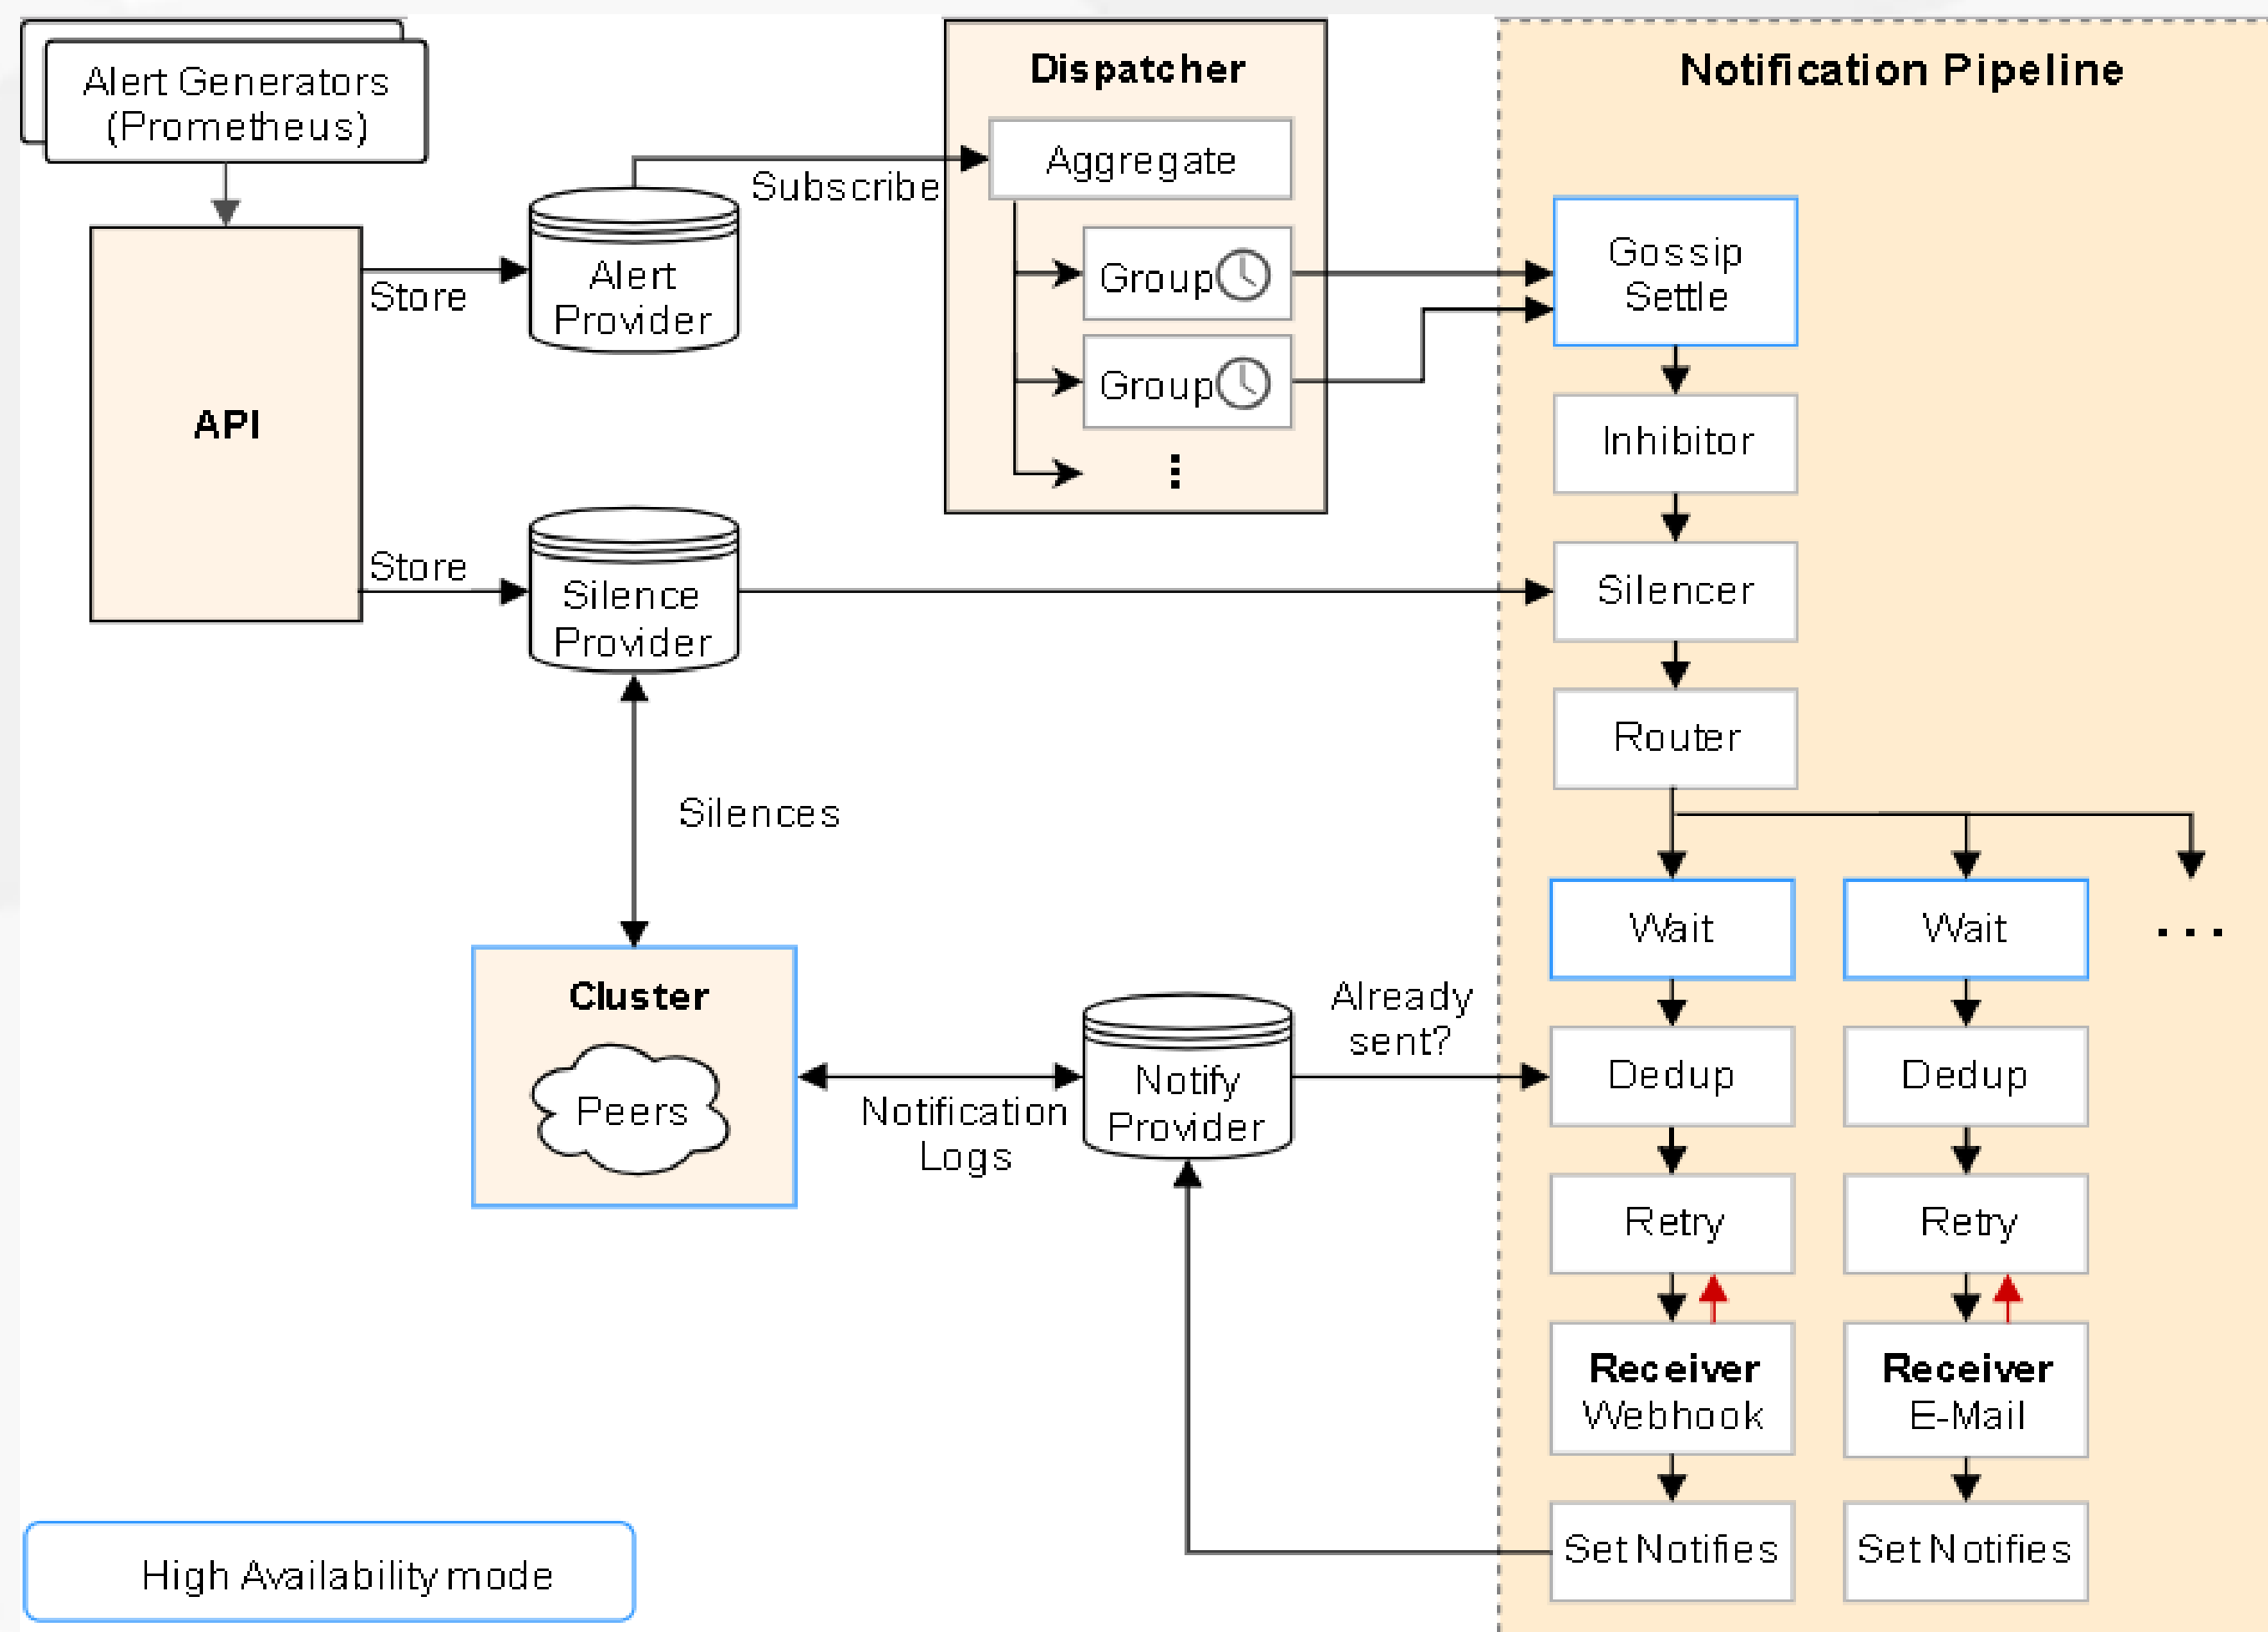 Alert Generators
(Prometheus)
API
Store
Alert
Provider
Subscribe
Dispatcher
Aggregate
Group
Group
Store
Silence
Provider
Silences
Cluster
Peers
Notification
Logs
Notify
Provider
Already
sent?
Notification Pipeline
Gossip
Settle
Inhibitor
Silencer
Router
Wait
Wait
...
Dedup
Dedup
Retry
Retry
Receiver
Webhook
Receiver
E-Mail
Set Notifies
Set Notifies
High Availability mode